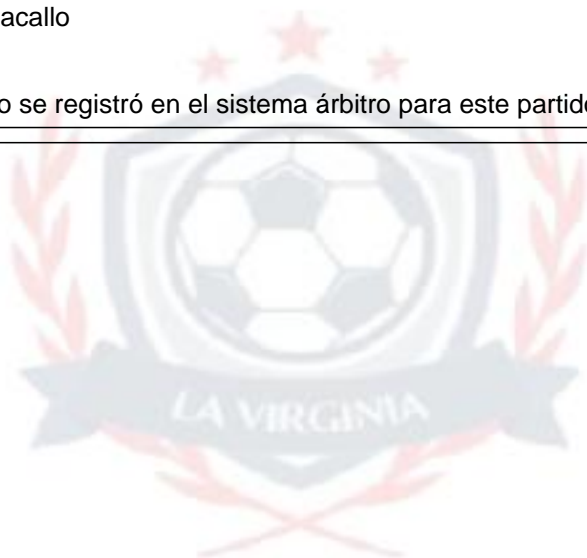 acallo
o se registró en el sistema árbitro para este partid
LA VIRGINIA